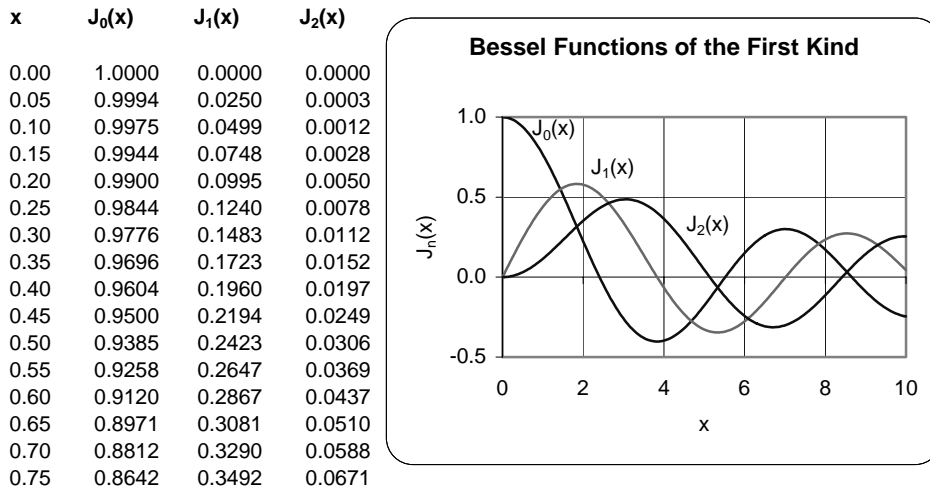 x J₀(x) J₁(x) J₂(x)
0.00 1.0000 0.0000 0.0000
0.05 0.9994 0.0250 0.0003
0.10 0.9975 0.0499 0.0012
0.15 0.9944 0.0748 0.0028
0.20 0.9900 0.0995 0.0050
0.25 0.9844 0.1240 0.0078
0.30 0.9776 0.1483 0.0112
0.35 0.9696 0.1723 0.0152
0.40 0.9604 0.1960 0.0197
0.45 0.9500 0.2194 0.0249
0.50 0.9385 0.2423 0.0306
0.55 0.9258 0.2647 0.0369
0.60 0.9120 0.2867 0.0437
0.65 0.8971 0.3081 0.0510
0.70 0.8812 0.3290 0.0588
0.75 0.8642 0.3492 0.0671
Bessel Functions of the First Kind
1.0
J₀(x)
J₁(x)
0.5
J₂(x)
Jₙ(x)
0.0
-0.5
0 2 4 6 8 10
x